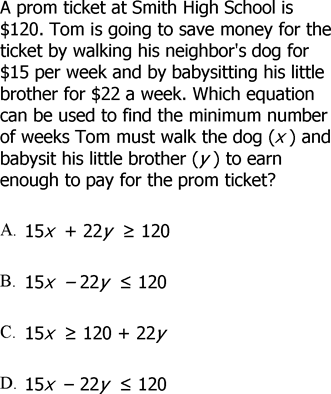 A prom ticket at Smith High School is
$120. Tom is going to save money for the
ticket by walking his neighbor's dog for
$15 per week and by babysitting his little
brother for $22 a week. Which equation
can be used to find the minimum number
of weeks Tom must walk the dog (x) and
babysit his little brother (y) to earn
enough to pay for the prom ticket?
A. 15x + 22y ≥ 120
B. 15x − 22y ≤ 120
C. 15x ≥ 120 + 22y
D. 15x − 22y ≤ 120